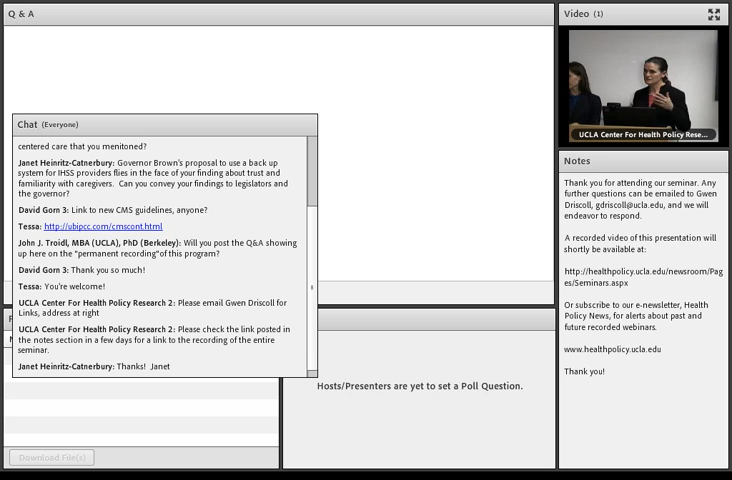 Q & A
Video (1)
UCLA Center For Health Policy Rese...
Chat (Everyone)
centered care that you menitoned?
Janet Heinritz-Catnerbury: Governor Brown's proposal to use a back up
system for IHSS providers flies in the face of your finding about trust and
familiarity with caregivers. Can you convey your findings to legislators and
the governor?
David Gorn 3: Link to new CMS guidelines, anyone?
Tessa: http://ubipcc.com/cmscont.html
John J. Troidl, MBA (UCLA), PhD (Berkeley): Will you post the Q&A showing
up here on the "permanent recording"of this program?
David Gorn 3: Thank you so much!
Tessa: You're welcome!
UCLA Center For Health Policy Research 2: Please email Gwen Driscoll for
Links, address at right
UCLA Center For Health Policy Research 2: Please check the link posted in
the notes section in a few days for a link to the recording of the entire
seminar.
Janet Heinritz-Catnerbury: Thanks! Janet
Download File(s)
Hosts/Presenters are yet to set a Poll Question.
Notes
Thank you for attending our seminar. Any
further questions can be emailed to Gwen
Driscoll, gdriscoll@ucla.edu, and we will
endeavor to respond.
A recorded video of this presentation will
shortly be available at:
http://healthpolicy.ucla.edu/newsroom/Pag
es/Seminars.aspx
Or subscribe to our e-newsletter, Health
Policy News, for alerts about past and
future recorded webinars.
www.healthpolicy.ucla.edu
Thank you!